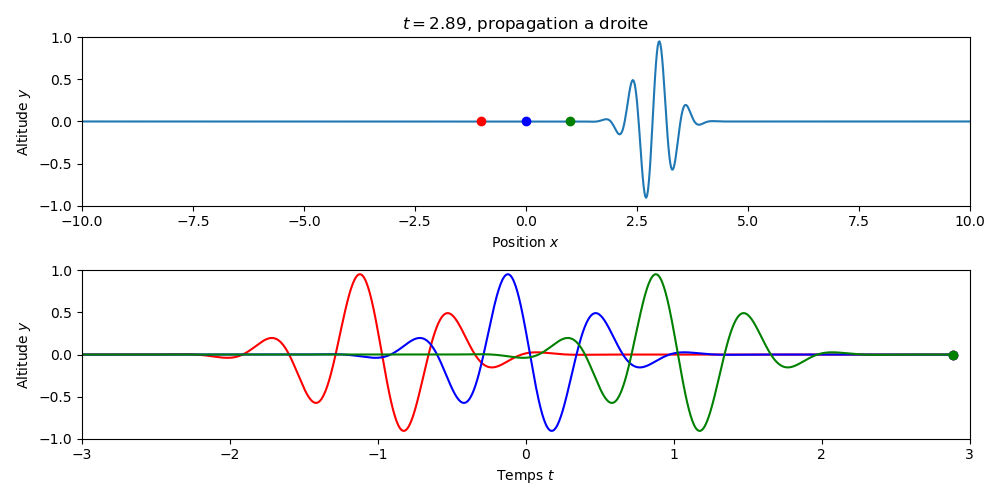 t = 2.89, propagation a droite
Altitude y
1.0
0.5
0.0
−0.5
−1.0
−10.0 −7.5 −5.0 −2.5 0.0 2.5 5.0 7.5 10.0
Position x
Altitude y
1.0
0.5
0.0
−0.5
−1.0
−3 −2 −1 0 1 2 3
Temps t